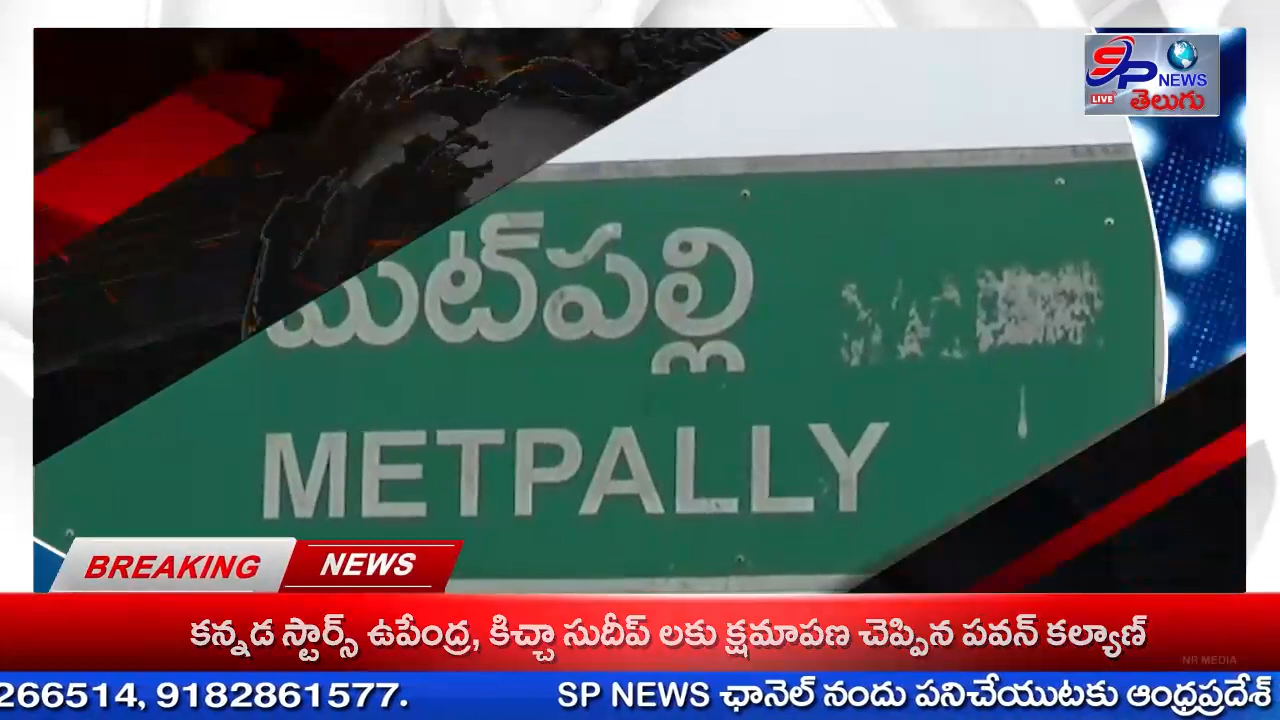 SP NEWS
LIVE తెలుగు
మెట్‌పల్లి
METPALLY
BREAKING NEWS
కన్నడ స్టార్స్ ఉపేంద్ర, కిచ్చా సుదీప్ లకు క్షమాపణ చెప్పిన పవన్ కల్యాణ్
NR MEDIA
266514, 9182861577. SP NEWS ఛానెల్ నందు పనిచేయుటకు ఆంధ్రప్రదేశ్